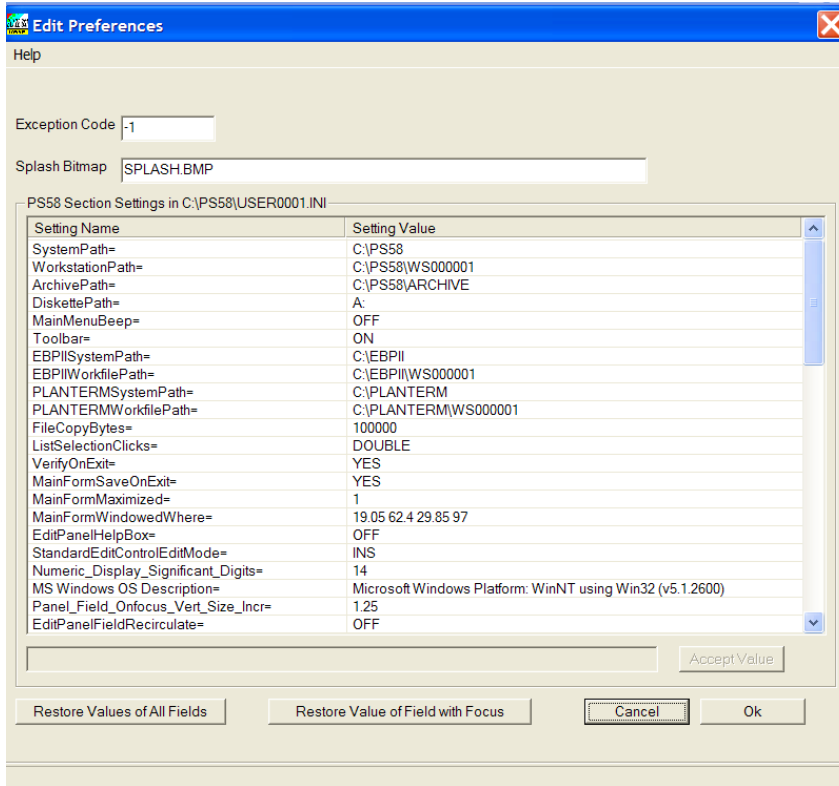 Edit Preferences
Help
Exception Code -1
Splash Bitmap SPLASH.BMP
PS58 Section Settings in C:\PS58\USER0001.INI
Setting Name Setting Value
SystemPath= C:\PS58
WorkstationPath= C:\PS58\WS000001
ArchivePath= C:\PS58\ARCHIVE
DiskettePath= A:
MainMenuBeep= OFF
Toolbar= ON
EBPIISystemPath= C:\EBPII
EBPIIWorkfilePath= C:\EBPII\WS000001
PLANTERMSystemPath= C:\PLANTERM
PLANTERMWorkfilePath= C:\PLANTERM\WS000001
FileCopyBytes= 100000
ListSelectionClicks= DOUBLE
VerifyOnExit= YES
MainFormSaveOnExit= YES
MainFormMaximized= 1
MainFormWindowedWhere= 19.05 62.4 29.85 97
EditPanelHelpBox= OFF
StandardEditControlEditMode= INS
Numeric_Display_Significant_Digits= 14
MS Windows OS Description= Microsoft Windows Platform: WinNT using Win32 (v5.1.2600)
Panel_Field_Onfocus_Vert_Size_Incr= 1.25
EditPanelFieldRecirculate= OFF
Accept Value
Restore Values of All Fields Restore Value of Field with Focus Cancel Ok